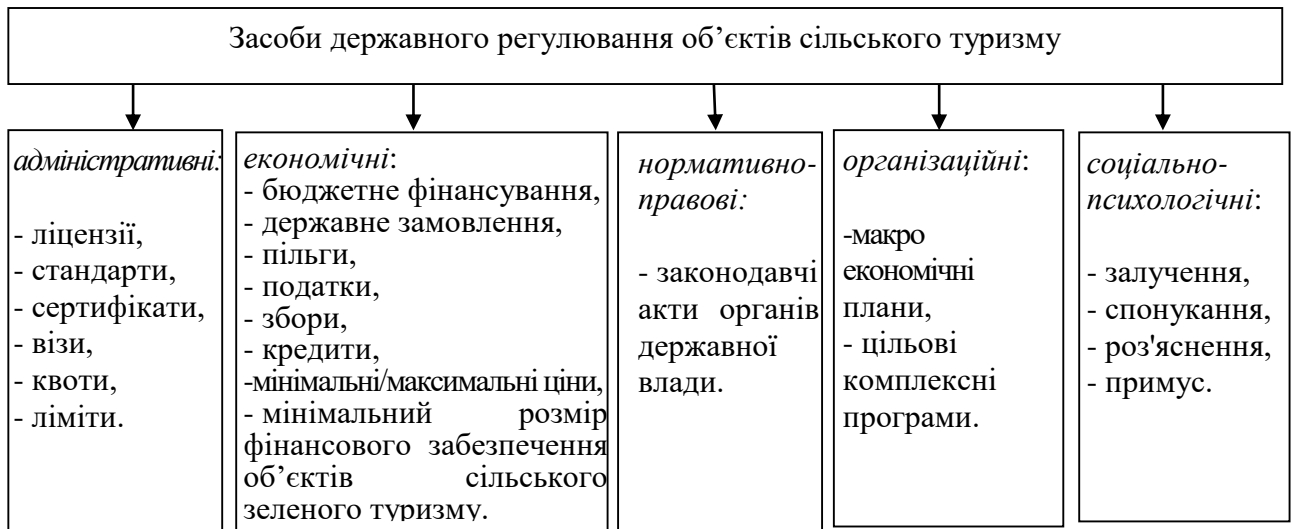 Засоби державного регулювання об’єктів сільського туризму
адміністративні:
- ліцензії,
- стандарти,
- сертифікати,
- візи,
- квоти,
- ліміти.
економічні:
- бюджетне фінансування,
- державне замовлення,
- пільги,
- податки,
- збори,
- кредити,
-мінімальні/максимальні ціни,
- мінімальний розмір
фінансового забезпечення
об’єктів сільського
зеленого туризму.
нормативно-
правові:
- законодавчі
акти органів
державної
влади.
організаційні:
-макро
економічні
плани,
- цільові
комплексні
програми.
соціально-
психологічні:
- залучення,
- спонукання,
- роз'яснення,
- примус.